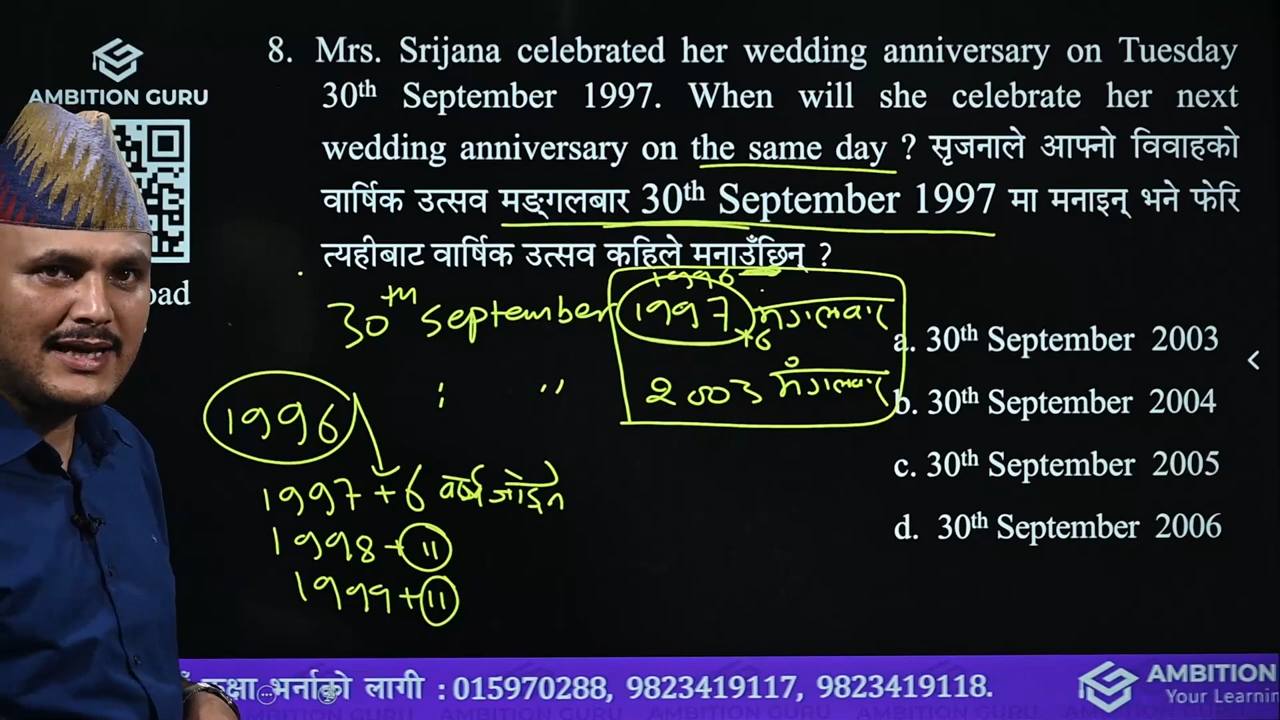 AMBITION GURU
8. Mrs. Srijana celebrated her wedding anniversary on Tuesday
30th September 1997. When will she celebrate her next
wedding anniversary on the same day ? सृजनाले आफ्नो विवाहको
वार्षिक उत्सव मङ्गलबार 30th September 1997 मा मनाइन् भने फेरि
त्यहीबाट वार्षिक उत्सव कहिले मनाउँछिन् ?
oad
30th September 1997 मंगलवार
1996
+6
; ,, 2003 मंगलवार
a. 30th September 2003
b. 30th September 2004
c. 30th September 2005
d. 30th September 2006
1996
1997 + 6 वर्ष जोड्ने
1998 + 11
1999 + 11
कक्षा भर्नाको लागी : 015970288, 9823419117, 9823419118.
AMBITION
Your Learnin